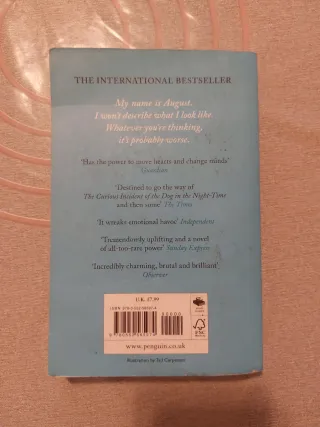 THE INTERNATIONAL BESTSELLER
My name is August.
I won't describe what I look like.
Whatever you're thinking,
it's probably worse.
'Has the power to move hearts and change minds'
Guardian
'Destined to go the way of
The Curious Incident of the Dog in the Night-Time
and then some' The Times
'It wreaks emotional havoc' Independent
'Tremendously uplifting and a novel
of all-too-rare power' Sunday Express
'Incredibly charming, brutal and brilliant'
Observer
U.K. £7.99
00000
FSC
www.penguin.co.uk